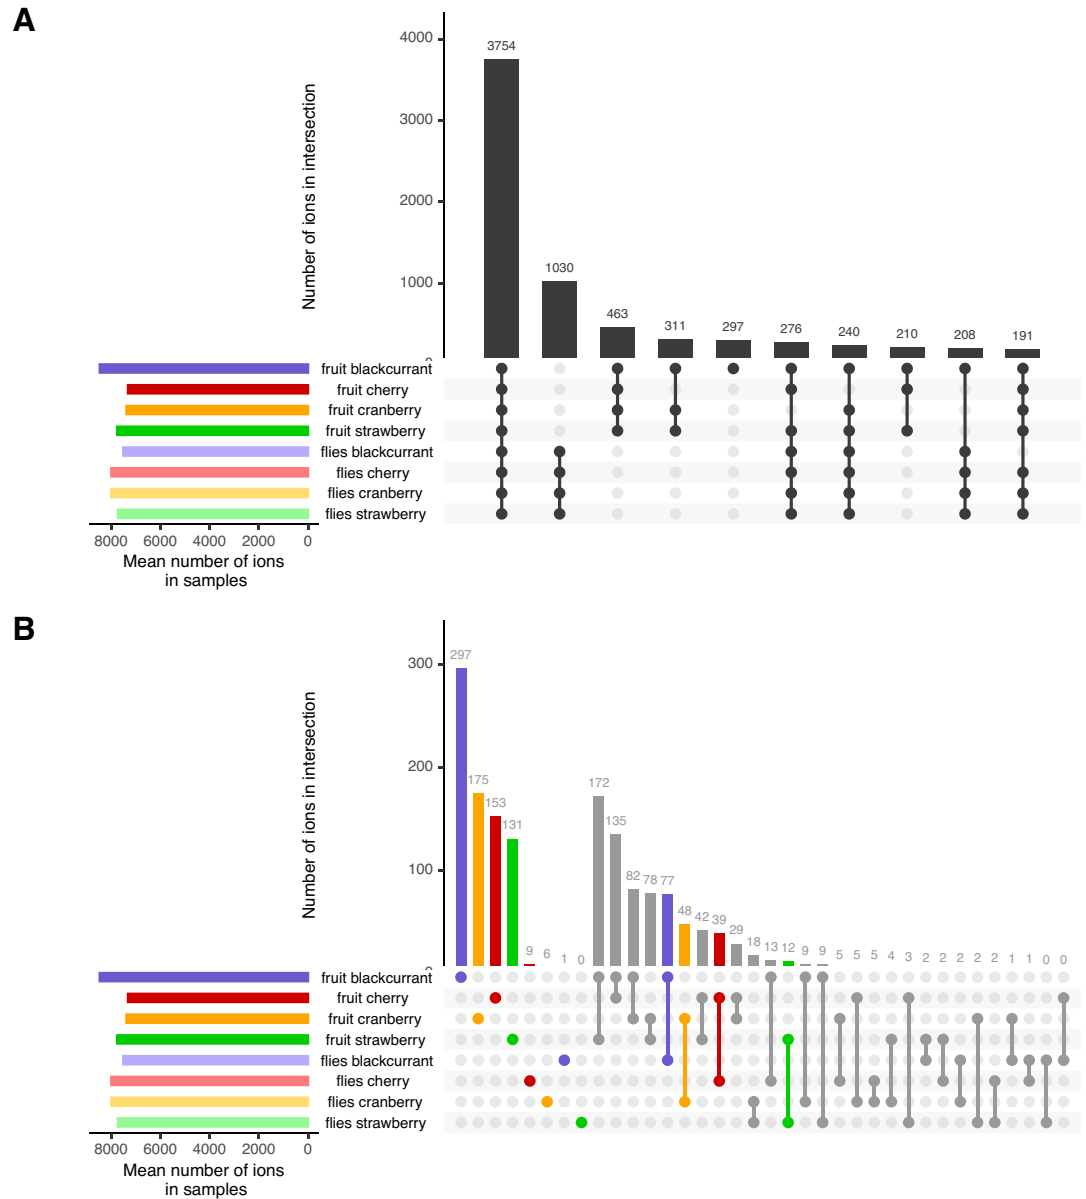 A
Number of ions in intersection
4000
3000
2000
1000
0
3754
1030
463
311
297
276
240
210
208
191
fruit blackcurrant
fruit cherry
fruit cranberry
fruit strawberry
flies blackcurrant
flies cherry
flies cranberry
flies strawberry
8000 6000 4000 2000 0
Mean number of ions
in samples
B
Number of ions in intersection
300
200
100
0
297
175
153
131
9
6
1
0
172
135
82
78
77
48
42
39
29
18
13
12
9
9
5
5
5
4
3
2
2
2
2
2
1
1
0
0
fruit blackcurrant
fruit cherry
fruit cranberry
fruit strawberry
flies blackcurrant
flies cherry
flies cranberry
flies strawberry
8000 6000 4000 2000 0
Mean number of ions
in samples